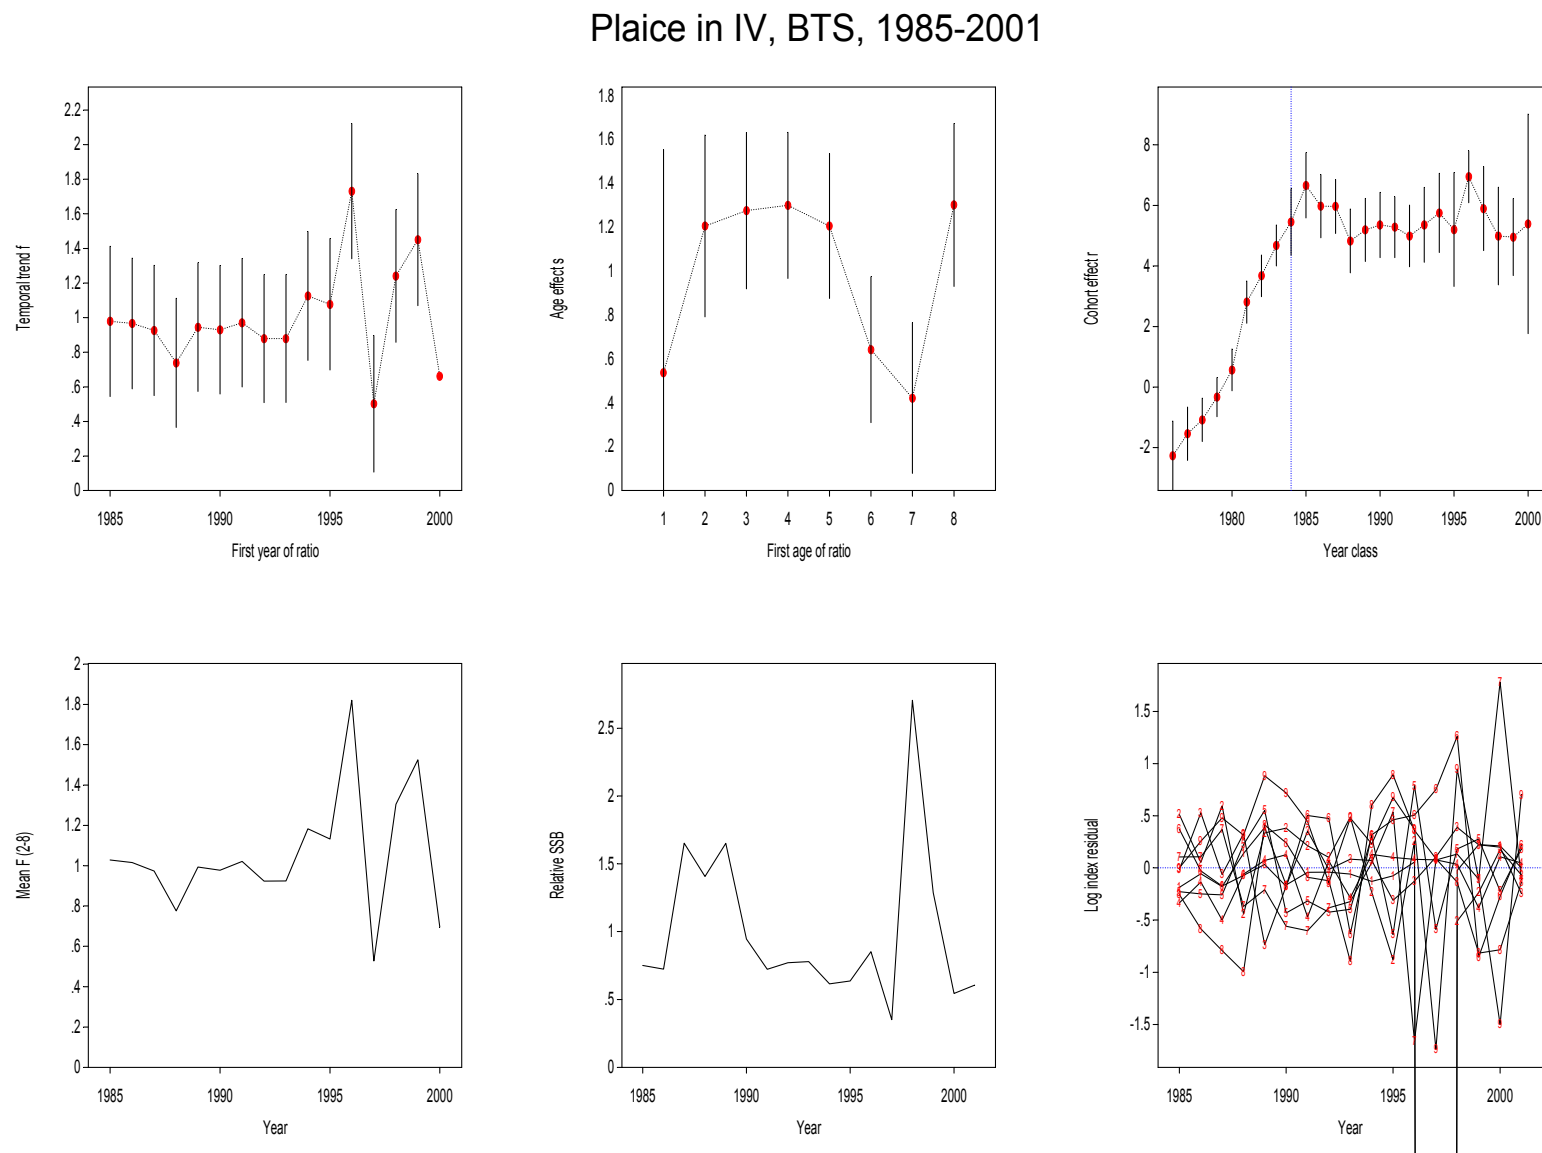 Plaice in IV, BTS, 1985-2001
Temporal trend f
2.2
2
1.8
1.6
1.4
1.2
1
.8
.6
.4
.2
0
1985 1990 1995 2000
First year of ratio
Age effect s
1.8
1.6
1.4
1.2
1
.8
.6
.4
.2
0
1 2 3 4 5 6 7 8
First age of ratio
Cohort effect r
8
6
4
2
0
-2
1980 1985 1990 1995 2000
Year class
Mean F (2-8)
2
1.8
1.6
1.4
1.2
1
.8
.6
.4
.2
0
1985 1990 1995 2000
Year
Relative SSB
2.5
2
1.5
1
.5
0
1985 1990 1995 2000
Year
Log index residual
1.5
1
.5
0
-.5
-1
-1.5
1985 1990 1995 2000
Year